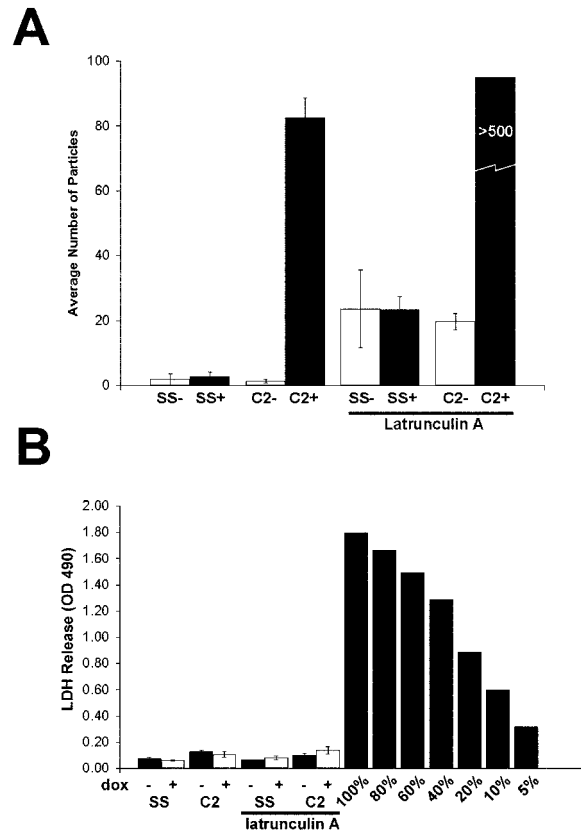 A
Average Number of Particles
100
80
60
40
20
0
>500
SS- SS+ C2- C2+ SS- SS+ C2- C2+
Latrunculin A
B
LDH Release (OD 490)
2.00
1.80
1.60
1.40
1.20
1.00
0.80
0.60
0.40
0.20
0.00
dox - + - + - + - + 100% 80% 60% 40% 20% 10% 5%
SS C2 SS C2
latrunculin A